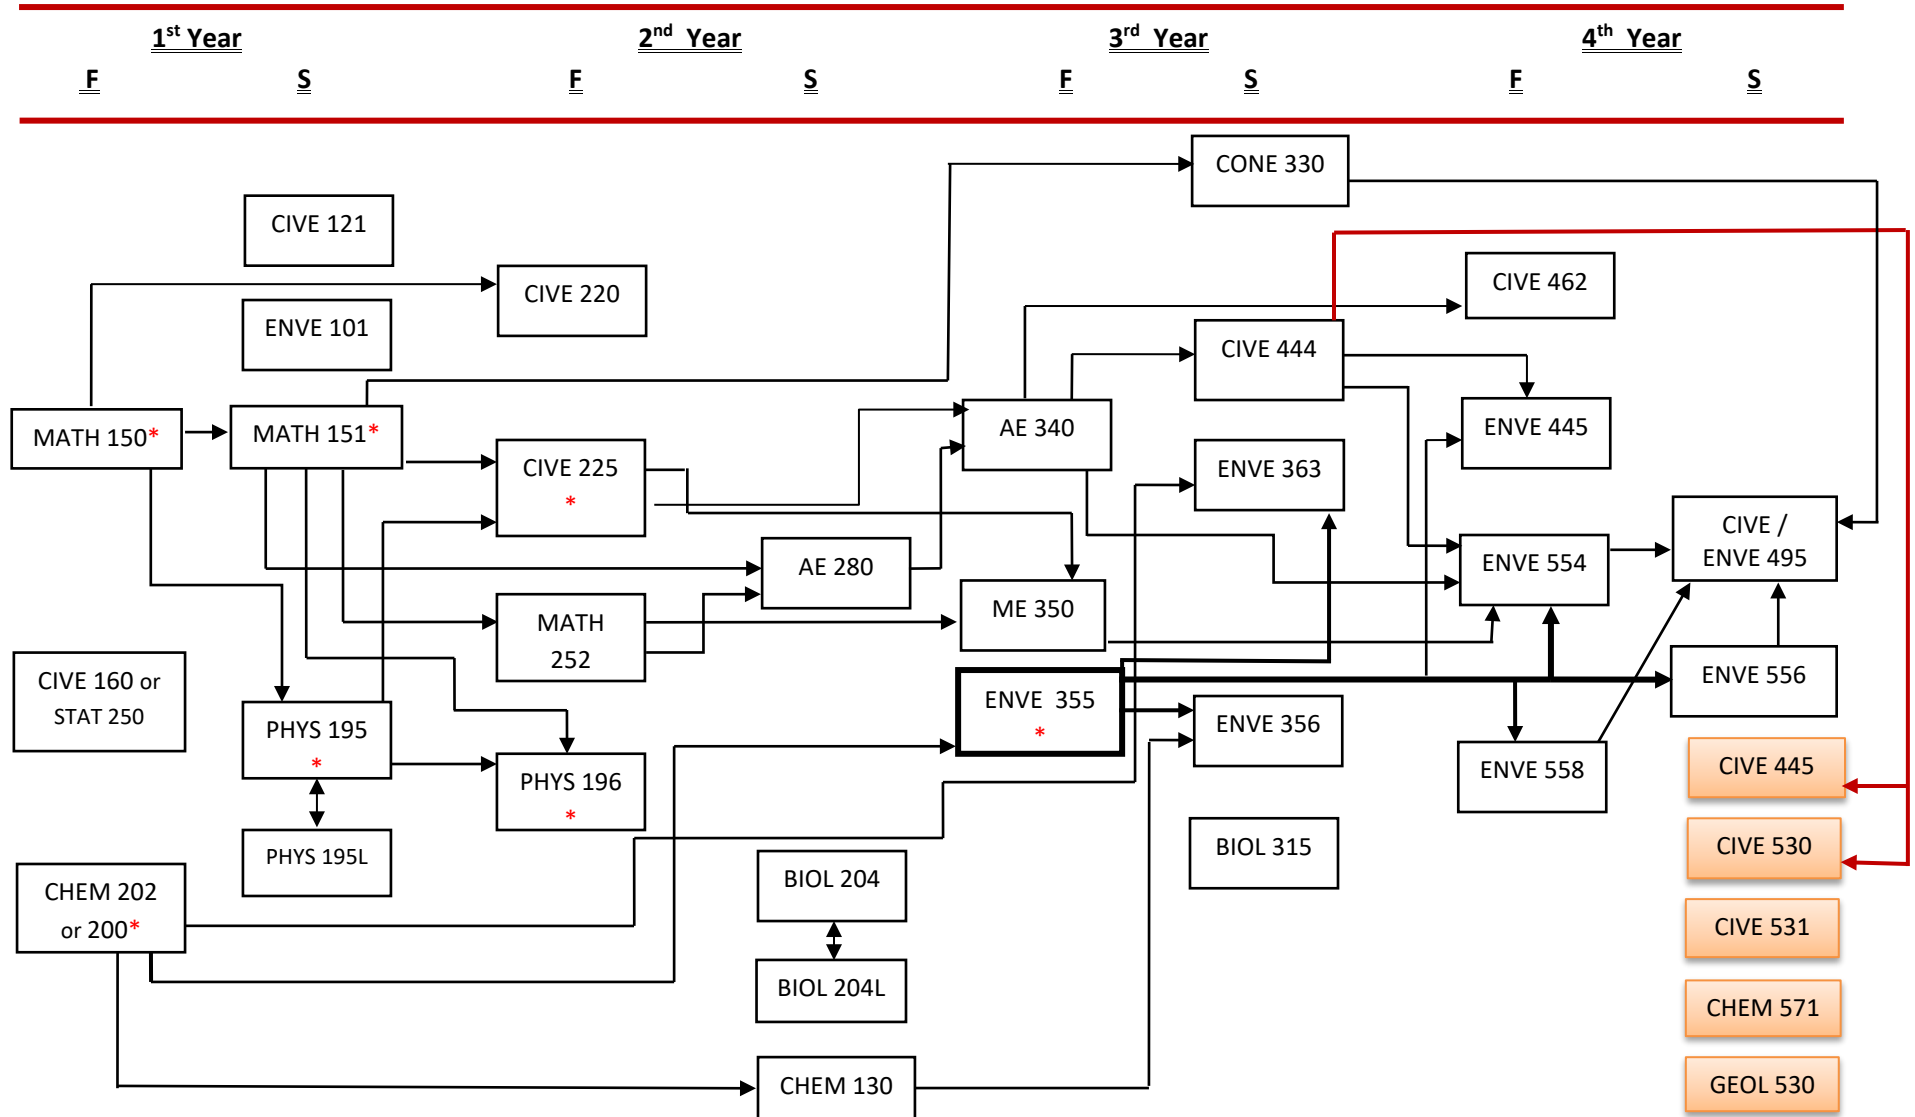 1st Year
2nd Year
3rd Year
4th Year
F
S
F
S
F
S
F
S
CIVE 121
ENVE 101
MATH 150*
MATH 151*
CIVE 160 or
STAT 250
PHYS 195
*
PHYS 195L
CHEM 202
or 200*
CIVE 220
CIVE 225
*
MATH
252
PHYS 196
*
AE 280
BIOL 204
BIOL 204L
CHEM 130
AE 340
ME 350
ENVE 355
*
CONE 330
CIVE 444
ENVE 363
ENVE 356
BIOL 315
CIVE 462
ENVE 445
ENVE 554
ENVE 558
CIVE /
ENVE 495
ENVE 556
CIVE 445
CIVE 530
CIVE 531
CHEM 571
GEOL 530